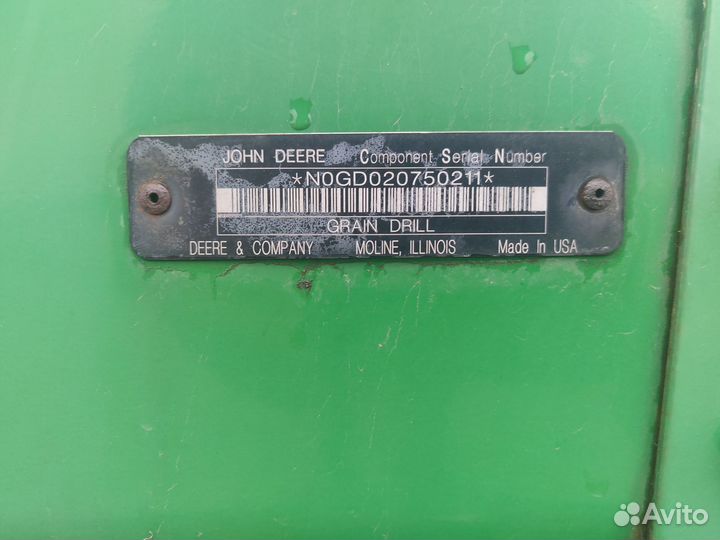 JOHN DEERE Component Serial Number
*N0GD020750211*
GRAIN DRILL
DEERE & COMPANY MOLINE, ILLINOIS Made In USA
Avito